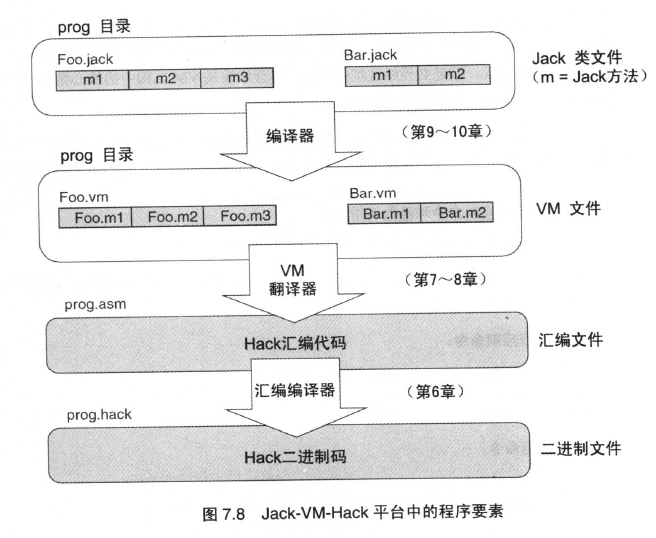 prog 目录
Foo.jack
m1 m2 m3
Bar.jack
m1 m2
Jack 类文件
（m = Jack方法）
编译器
（第9～10章）
prog 目录
Foo.vm
Foo.m1 Foo.m2 Foo.m3
Bar.vm
Bar.m1 Bar.m2
VM 文件
VM
翻译器
（第7～8章）
prog.asm
Hack汇编代码
汇编文件
汇编编译器
（第6章）
prog.hack
Hack二进制码
二进制文件
图 7.8 Jack-VM-Hack 平台中的程序要素